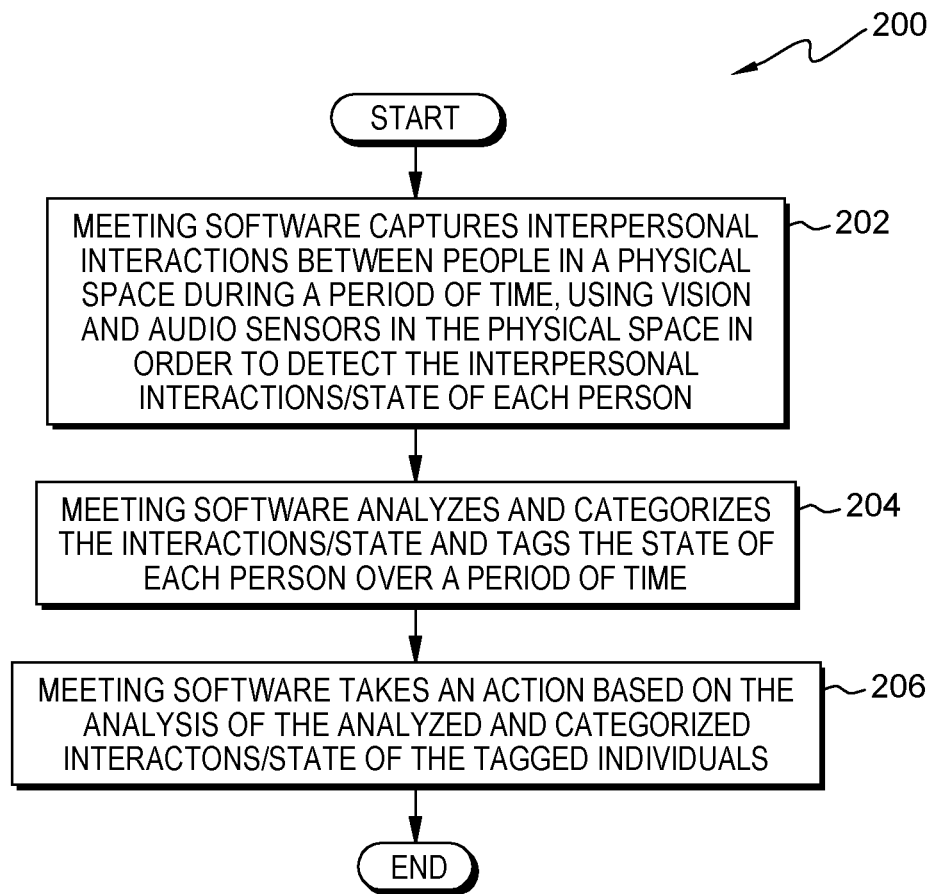 200
START
MEETING SOFTWARE CAPTURES INTERPERSONAL
INTERACTIONS BETWEEN PEOPLE IN A PHYSICAL
SPACE DURING A PERIOD OF TIME, USING VISION
AND AUDIO SENSORS IN THE PHYSICAL SPACE IN
ORDER TO DETECT THE INTERPERSONAL
INTERACTIONS/STATE OF EACH PERSON
202
MEETING SOFTWARE ANALYZES AND CATEGORIZES
THE INTERACTIONS/STATE AND TAGS THE STATE OF
EACH PERSON OVER A PERIOD OF TIME
204
MEETING SOFTWARE TAKES AN ACTION BASED ON THE
ANALYSIS OF THE ANALYZED AND CATEGORIZED
INTERACTONS/STATE OF THE TAGGED INDIVIDUALS
206
END